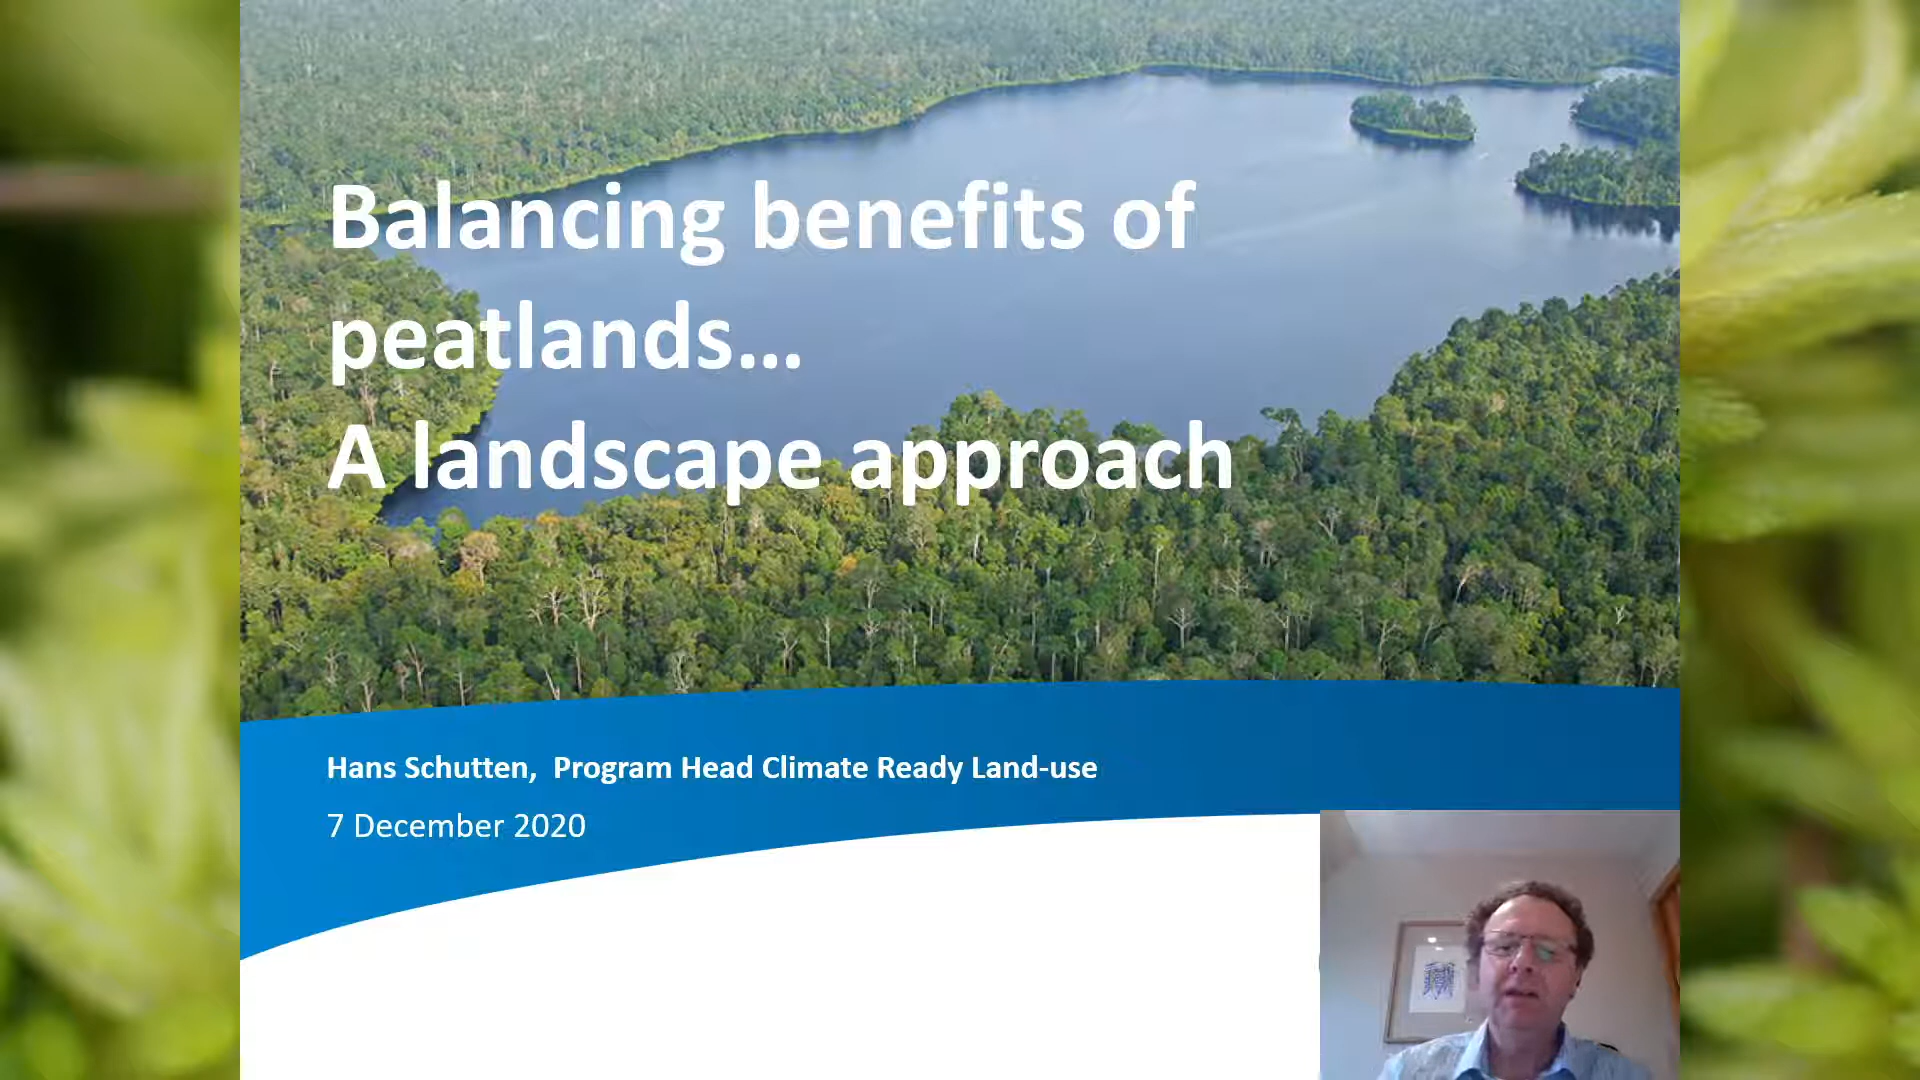 Balancing benefits of
peatlands...
A landscape approach
Hans Schutten,  Program Head Climate Ready Land-use
7 December 2020